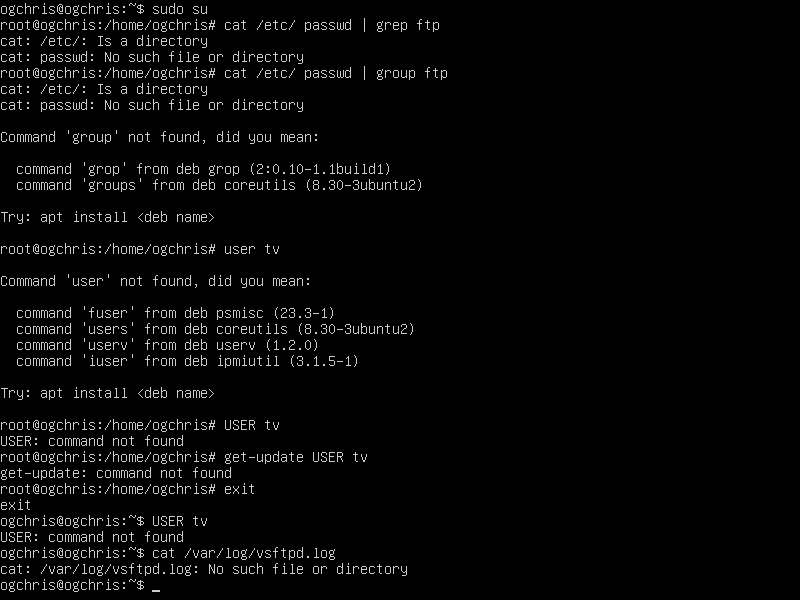 ogchris@ogchris:~$ sudo su
root@ogchris:/home/ogchris# cat /etc/ passwd | grep ftp
cat: /etc/: Is a directory
cat: passwd: No such file or directory
root@ogchris:/home/ogchris# cat /etc/ passwd | group ftp
cat: /etc/: Is a directory
cat: passwd: No such file or directory

Command 'group' not found, did you mean:

  command 'grop' from deb grop (2:0.10-1.1build1)
  command 'groups' from deb coreutils (8.30-3ubuntu2)

Try: apt install <deb name>

root@ogchris:/home/ogchris# user tv

Command 'user' not found, did you mean:

  command 'fuser' from deb psmisc (23.3-1)
  command 'users' from deb coreutils (8.30-3ubuntu2)
  command 'userv' from deb userv (1.2.0)
  command 'iuser' from deb ipmiutil (3.1.5-1)

Try: apt install <deb name>

root@ogchris:/home/ogchris# USER tv
USER: command not found
root@ogchris:/home/ogchris# get-update USER tv
get-update: command not found
root@ogchris:/home/ogchris# exit
exit
ogchris@ogchris:~$ USER tv
USER: command not found
ogchris@ogchris:~$ cat /var/log/vsftpd.log
cat: /var/log/vsftpd.log: No such file or directory
ogchris@ogchris:~$ _